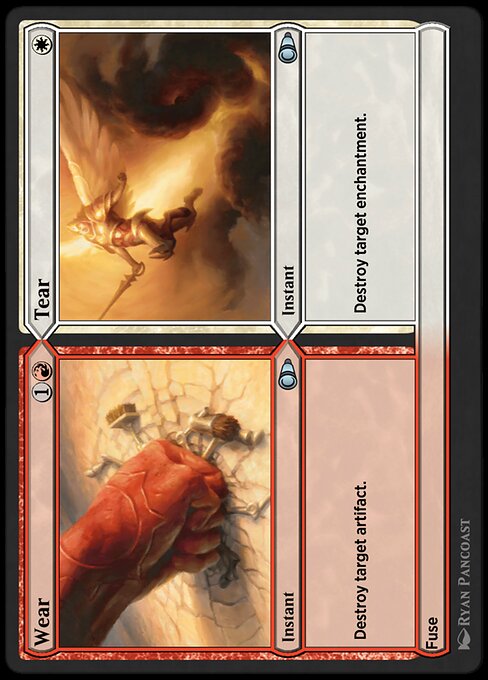 Wear 1
Instant
Destroy target artifact.
Tear
Instant
Destroy target enchantment.
Fuse
RYAN PANCOAST